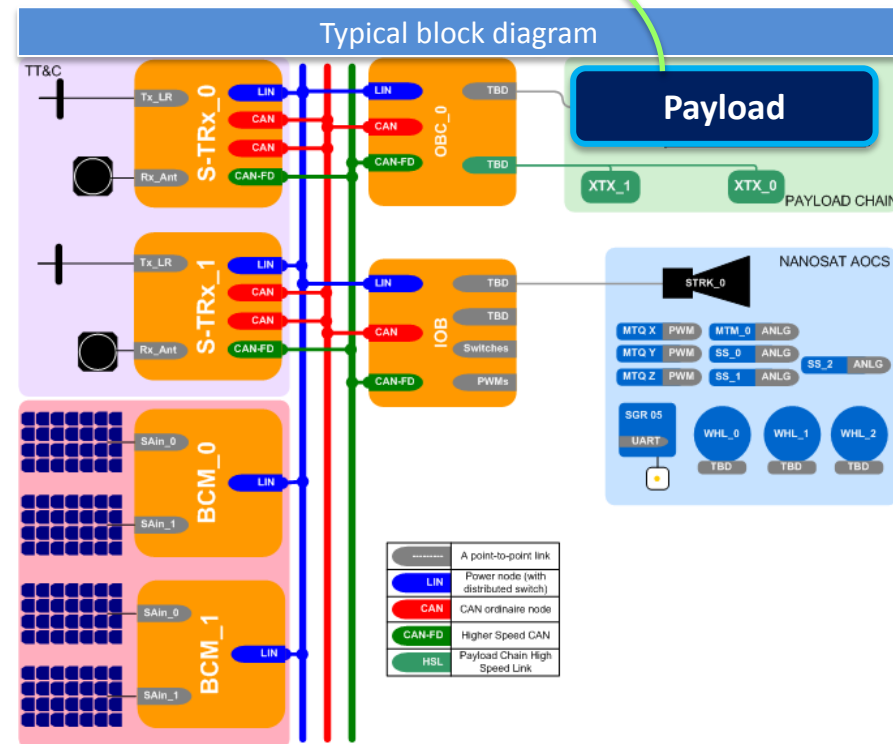 Typical block diagram
TT&C
Tx_LR
S-TRx_0
LIN
CAN
CAN
CAN-FD
Rx_Ant
Tx_LR
S-TRx_1
LIN
CAN
CAN
CAN-FD
Rx_Ant
SAin_0
BCM_0
LIN
SAin_1
SAin_0
BCM_1
LIN
SAin_1
LIN
CAN
CAN-FD
OBC_0
TBD
TBD
LIN
CAN
CAN-FD
IOB
TBD
TBD
Switches
PWMs
Payload
XTX_1
XTX_0
PAYLOAD CHAIN
NANOSAT AOCS
STRK_0
MTQ X PWM
MTM_0 ANLG
MTQ Y PWM
SS_0 ANLG
SS_2 ANLG
MTQ Z PWM
SS_1 ANLG
SGR 05
UART
WHL_0
TBD
WHL_1
TBD
WHL_2
TBD
---------- A point-to-point link
LIN Power node (with
distributed switch)
CAN CAN ordinaire node
CAN-FD Higher Speed CAN
HSL Payload Chain High
Speed Link